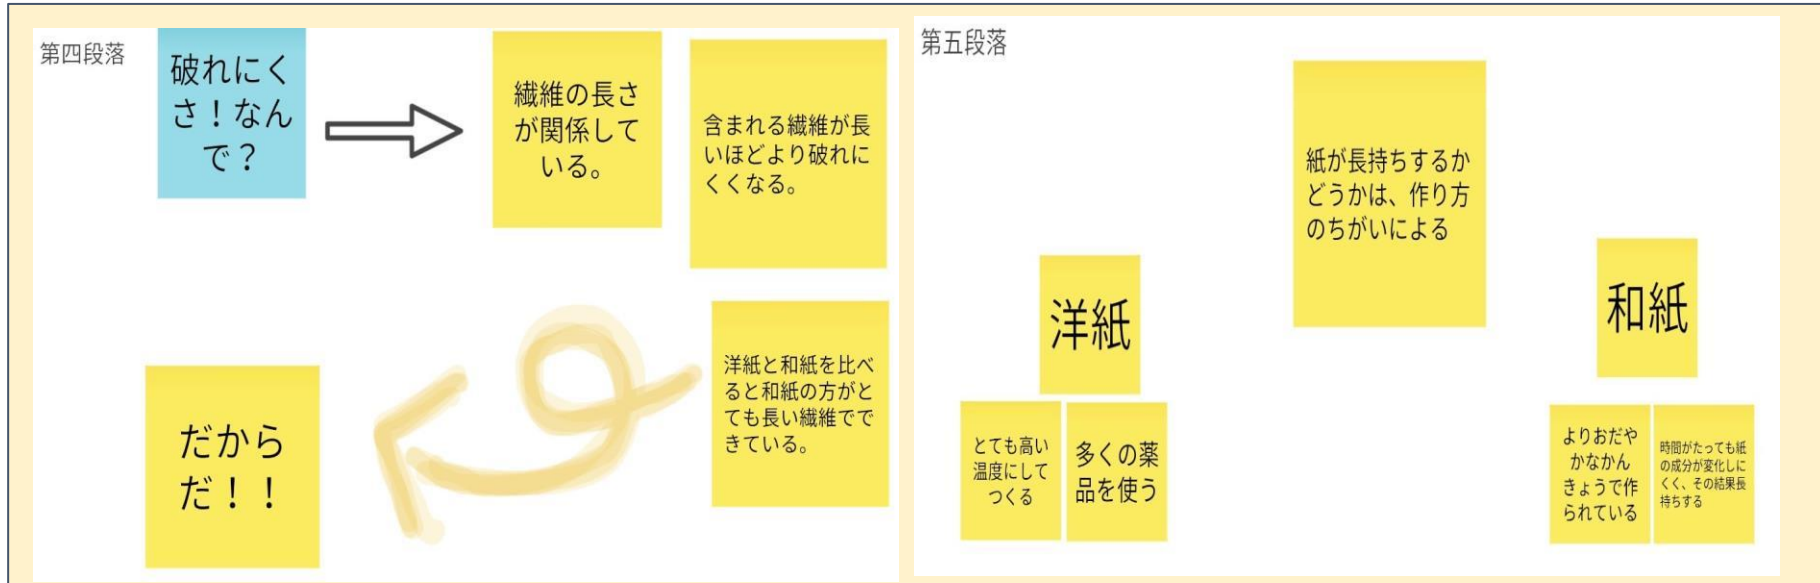 第四段落
破れにく
さ！なん
で？
繊維の長さ
が関係して
いる。
含まれる繊維が長
いほどより破れに
くくなる。
洋紙と和紙を比べ
ると和紙の方がと
ても長い繊維でで
きている。
だから
だ！！
第五段落
紙が長持ちするか
どうかは、作り方
のちがいによる
洋紙
とても高い
温度にして
つくる
多くの薬
品を使う
和紙
よりおだや
かなかん
きょうで作
られている
時間がたっても紙
の成分が変化しに
くく、その結果長
持ちする